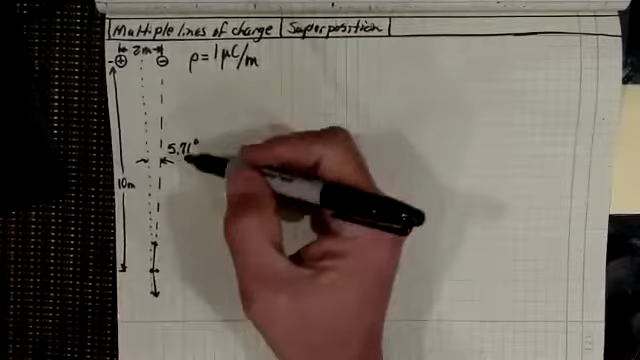 Multiple lines of charge | Superposition
2m
+ - ρ = 1 μC/m
5.71°
10m